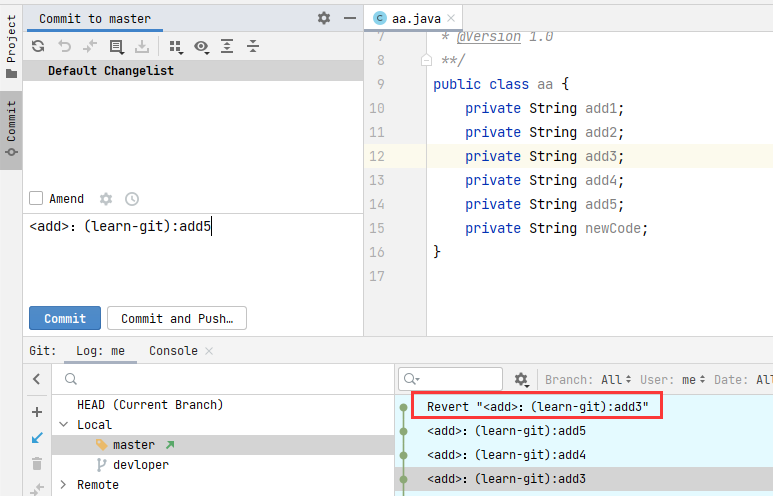 Project
Commit
Commit to master
Default Changelist
Amend
<add>：(learn-git):add5
Commit
Commit and Push…
aa.java
7 * @Version 1.0
8 **/
9 public class aa {
10 private String add1;
11 private String add2;
12 private String add3;
13 private String add4;
14 private String add5;
15 private String newCode;
16 }
17
Git: Log: me Console
HEAD (Current Branch)
Local
master
devloper
Remote
Branch: All User: me Date: All
Revert "<add>：(learn-git):add3"
<add>：(learn-git):add5
<add>：(learn-git):add4
<add>：(learn-git):add3